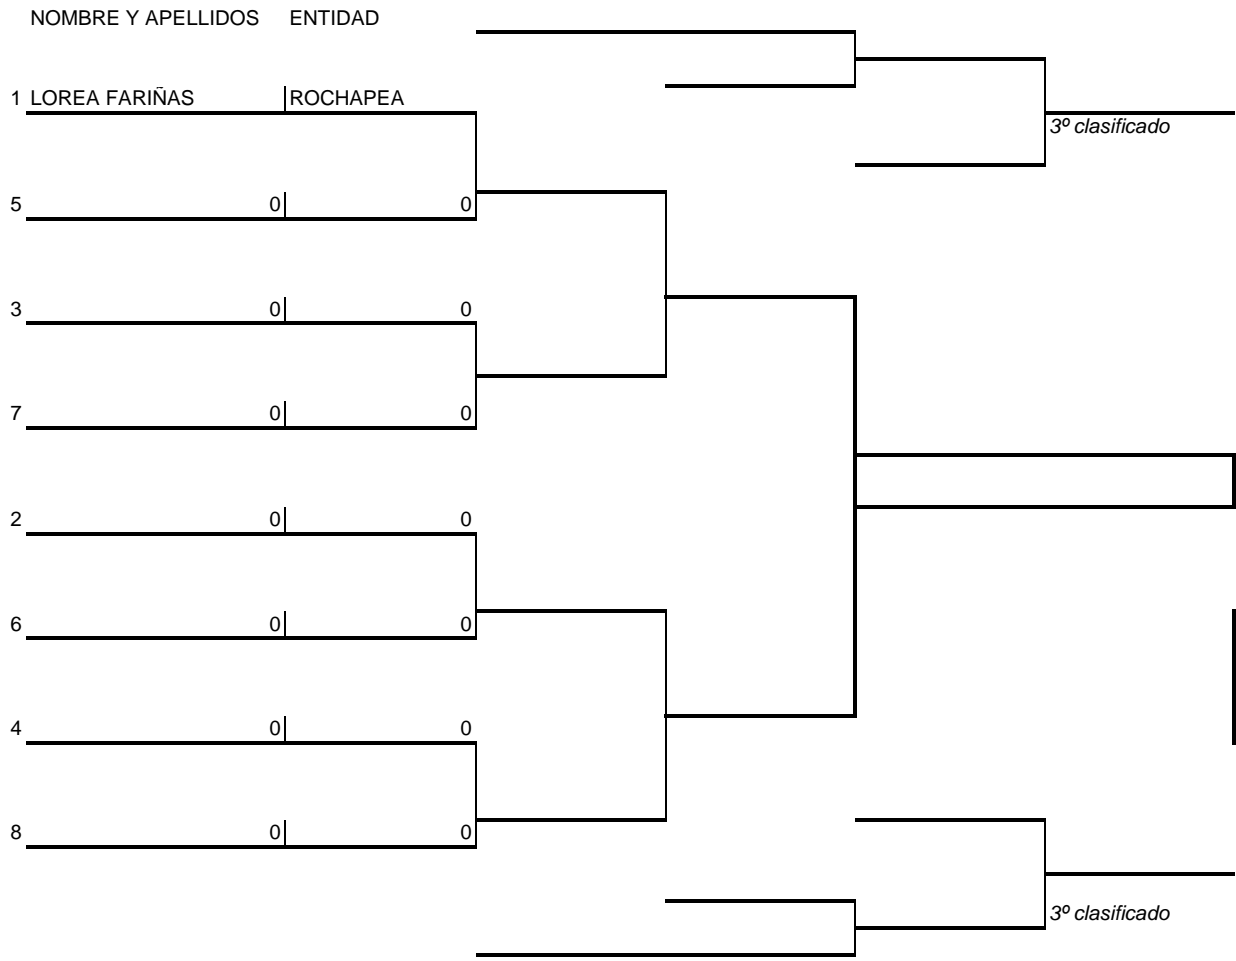 NOMBRE Y APELLIDOS ENTIDAD
1 LOREA FARIÑAS ROCHAPEA
3º clasificado
5 0 0
3 0 0
7 0 0
2 0 0
6 0 0
4 0 0
8 0 0
3º clasificado